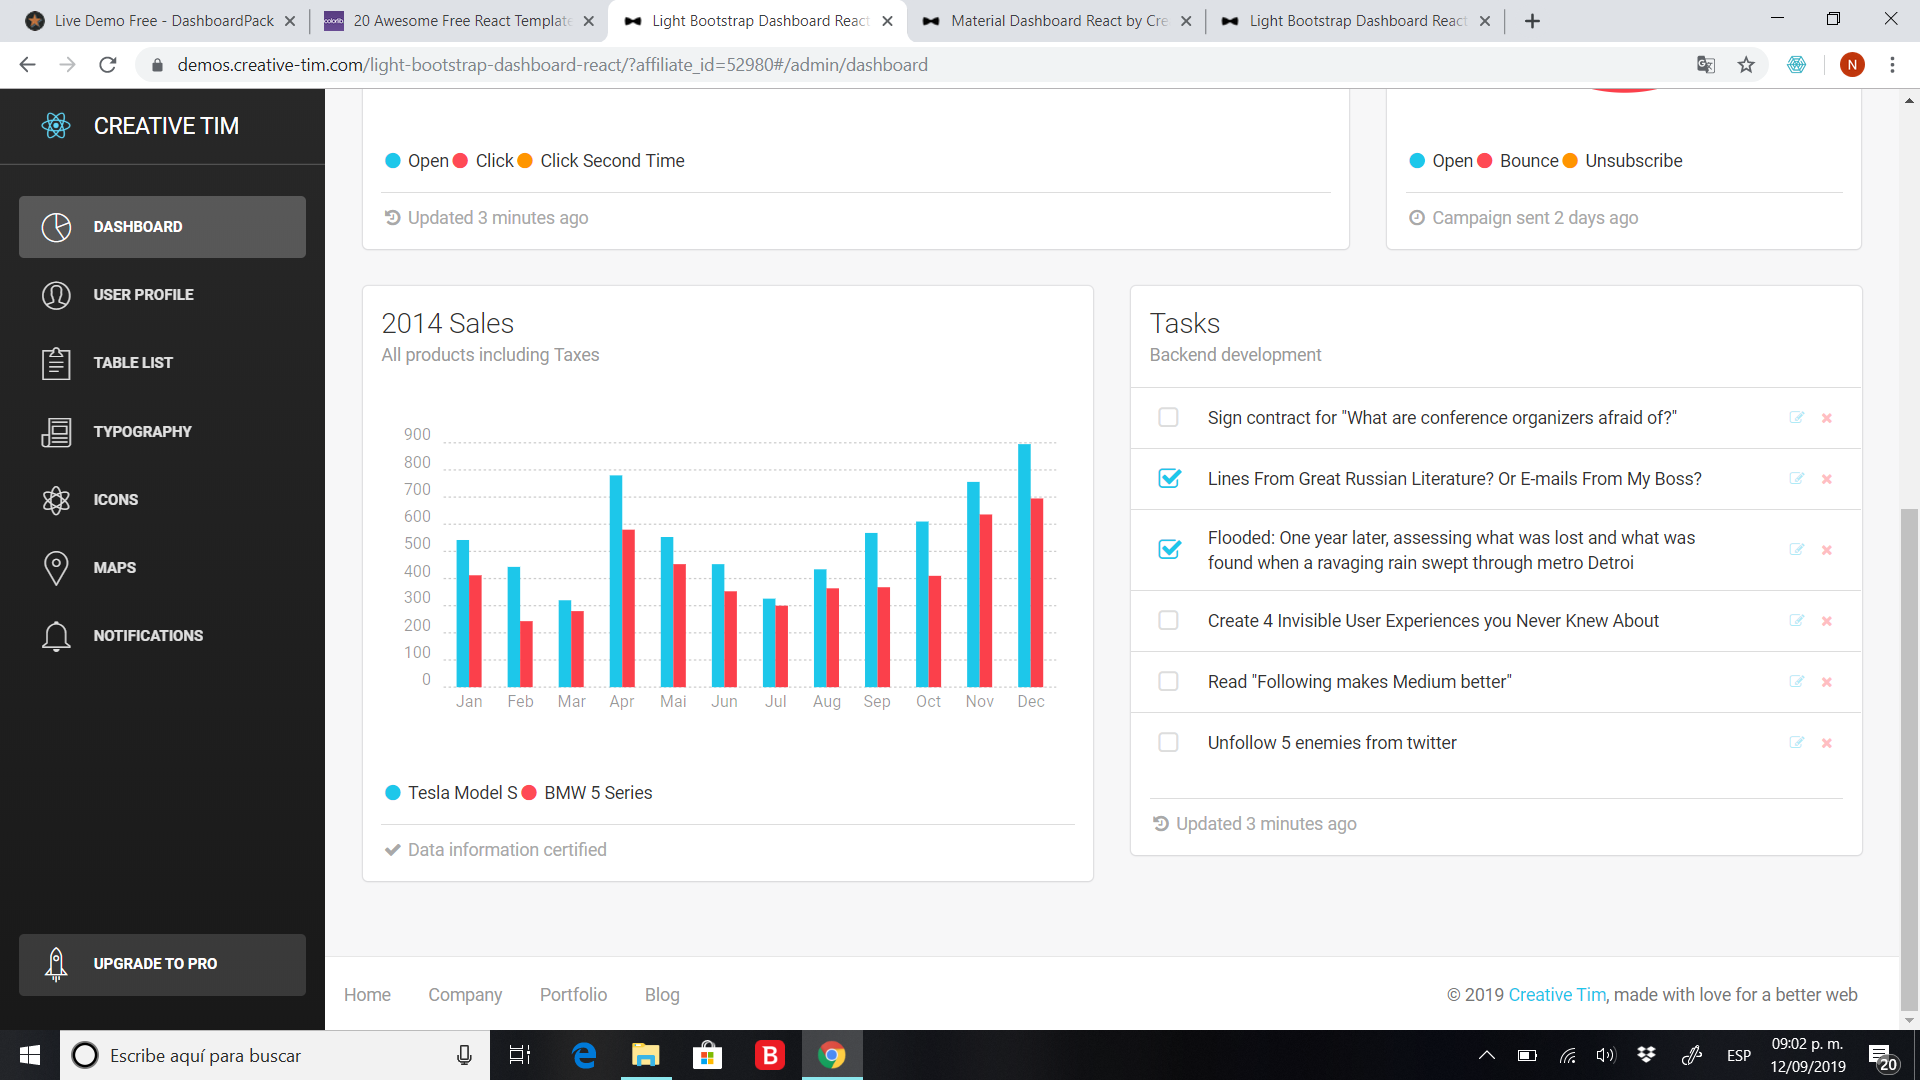 Live Demo Free - DashboardPack
20 Awesome Free React Template
Light Bootstrap Dashboard React
Material Dashboard React by Cre
Light Bootstrap Dashboard React
demos.creative-tim.com/light-bootstrap-dashboard-react/?affiliate_id=52980#/admin/dashboard
N
CREATIVE TIM
DASHBOARD
USER PROFILE
TABLE LIST
TYPOGRAPHY
ICONS
MAPS
NOTIFICATIONS
UPGRADE TO PRO
Open Click Click Second Time
Updated 3 minutes ago
Open Bounce Unsubscribe
Campaign sent 2 days ago
2014 Sales
All products including Taxes
900
800
700
600
500
400
300
200
100
0
Jan Feb Mar Apr Mai Jun Jul Aug Sep Oct Nov Dec
Tesla Model S BMW 5 Series
Data information certified
Tasks
Backend development
Sign contract for "What are conference organizers afraid of?"
Lines From Great Russian Literature? Or E-mails From My Boss?
Flooded: One year later, assessing what was lost and what was
found when a ravaging rain swept through metro Detroi
Create 4 Invisible User Experiences you Never Knew About
Read "Following makes Medium better"
Unfollow 5 enemies from twitter
Updated 3 minutes ago
Home Company Portfolio Blog
© 2019 Creative Tim, made with love for a better web
Escribe aquí para buscar
B
ESP
09:02 p. m.
12/09/2019
20